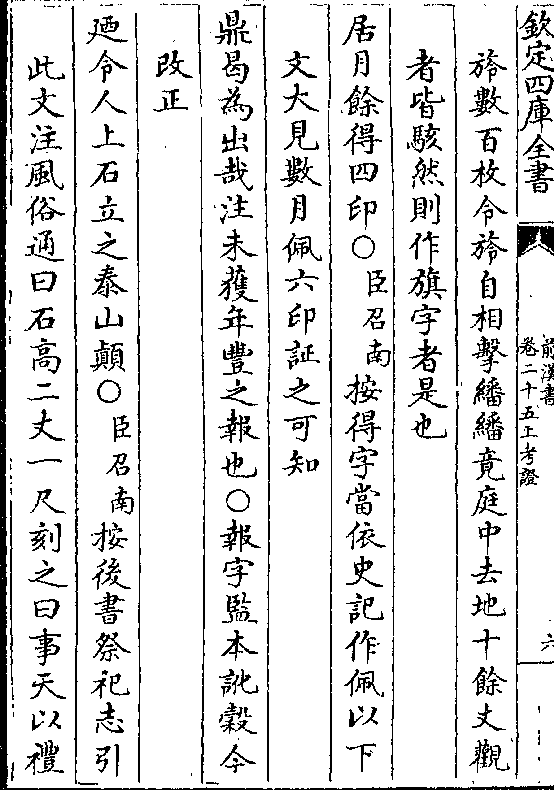 欽定四庫全書
前漢書
卷二十五上考證
六
旍數百枚令旍自相擊繙繙竟庭中去地十餘丈觀
者皆駭然則作旗字者是也
居月餘得四印○臣召南按得字當依史記作佩以下
文大見數月佩六印証之可知
鼎曷為出哉注未獲年豐之報也○報字監本訛穀今
改正
廼令人上石立之泰山顛○臣召南按後書祭祀志引
此文注風俗通曰石高二丈一尺刻之曰事天以禮